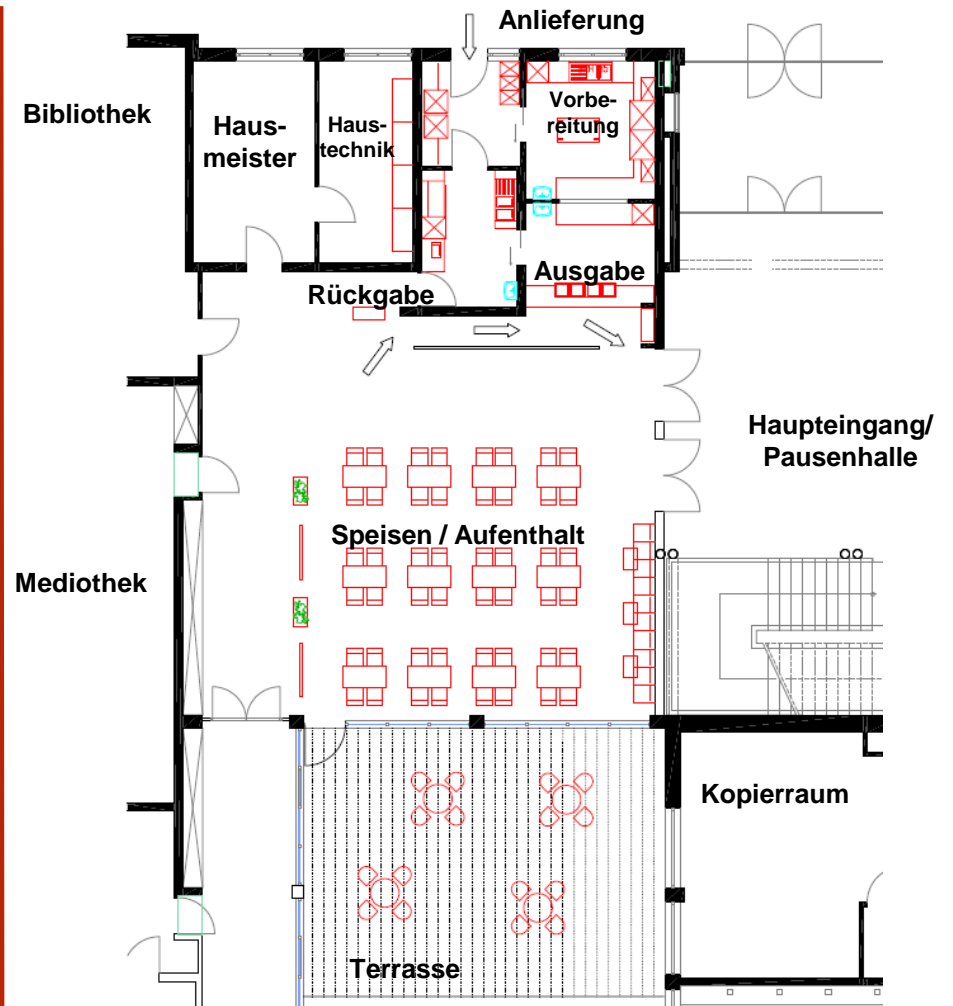 Anlieferung
Bibliothek
Haus-
meister
Haus-
technik
Vorbe-
reitung
Ausgabe
Rückgabe
Haupteingang/
Pausenhalle
Speisen / Aufenthalt
Mediothek
Kopierraum
Terrasse